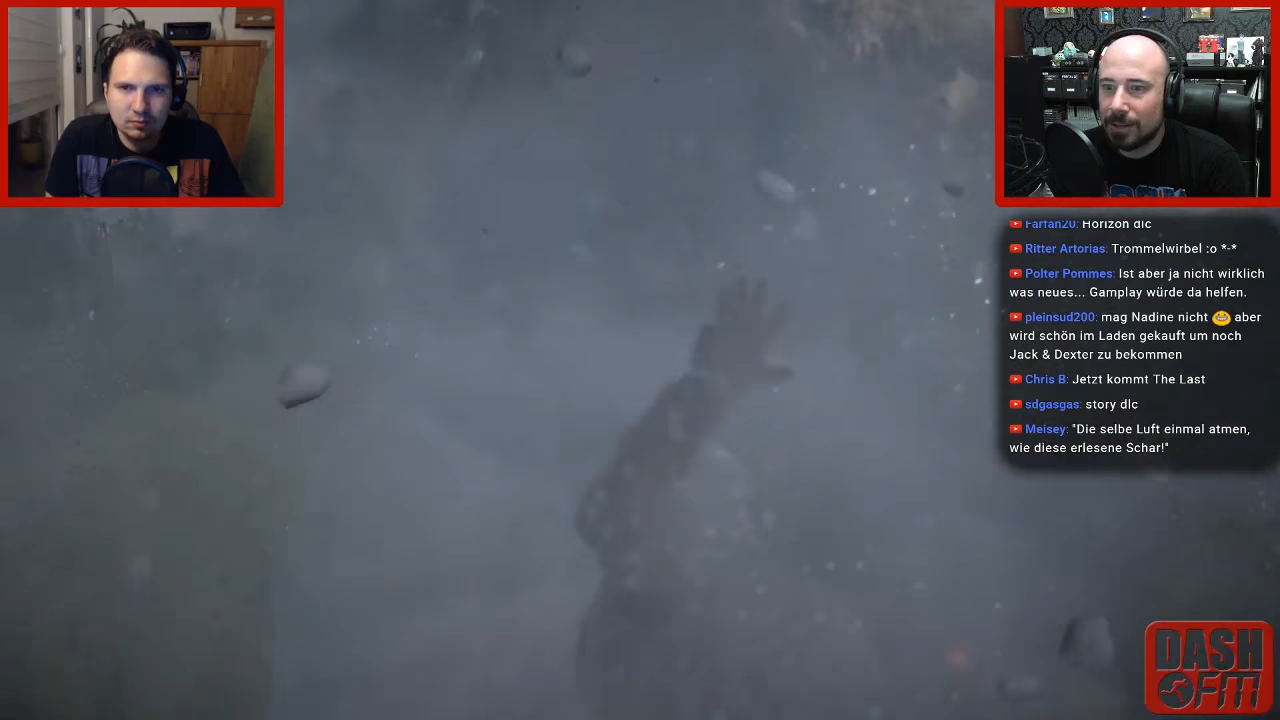 Farfan20: Horizon dlc
Ritter Artorias: Trommelwirbel :o *-*
Polter Pommes: Ist aber ja nicht wirklich
was neues... Gamplay würde da helfen.
pleinsud200: mag Nadine nicht 😁 aber
wird schön im Laden gekauft um noch
Jack & Dexter zu bekommen
Chris B: Jetzt kommt The Last
sdgasgas: story dlc
Meisey: "Die selbe Luft einmal atmen,
wie diese erlesene Schar!"
DASH
FM